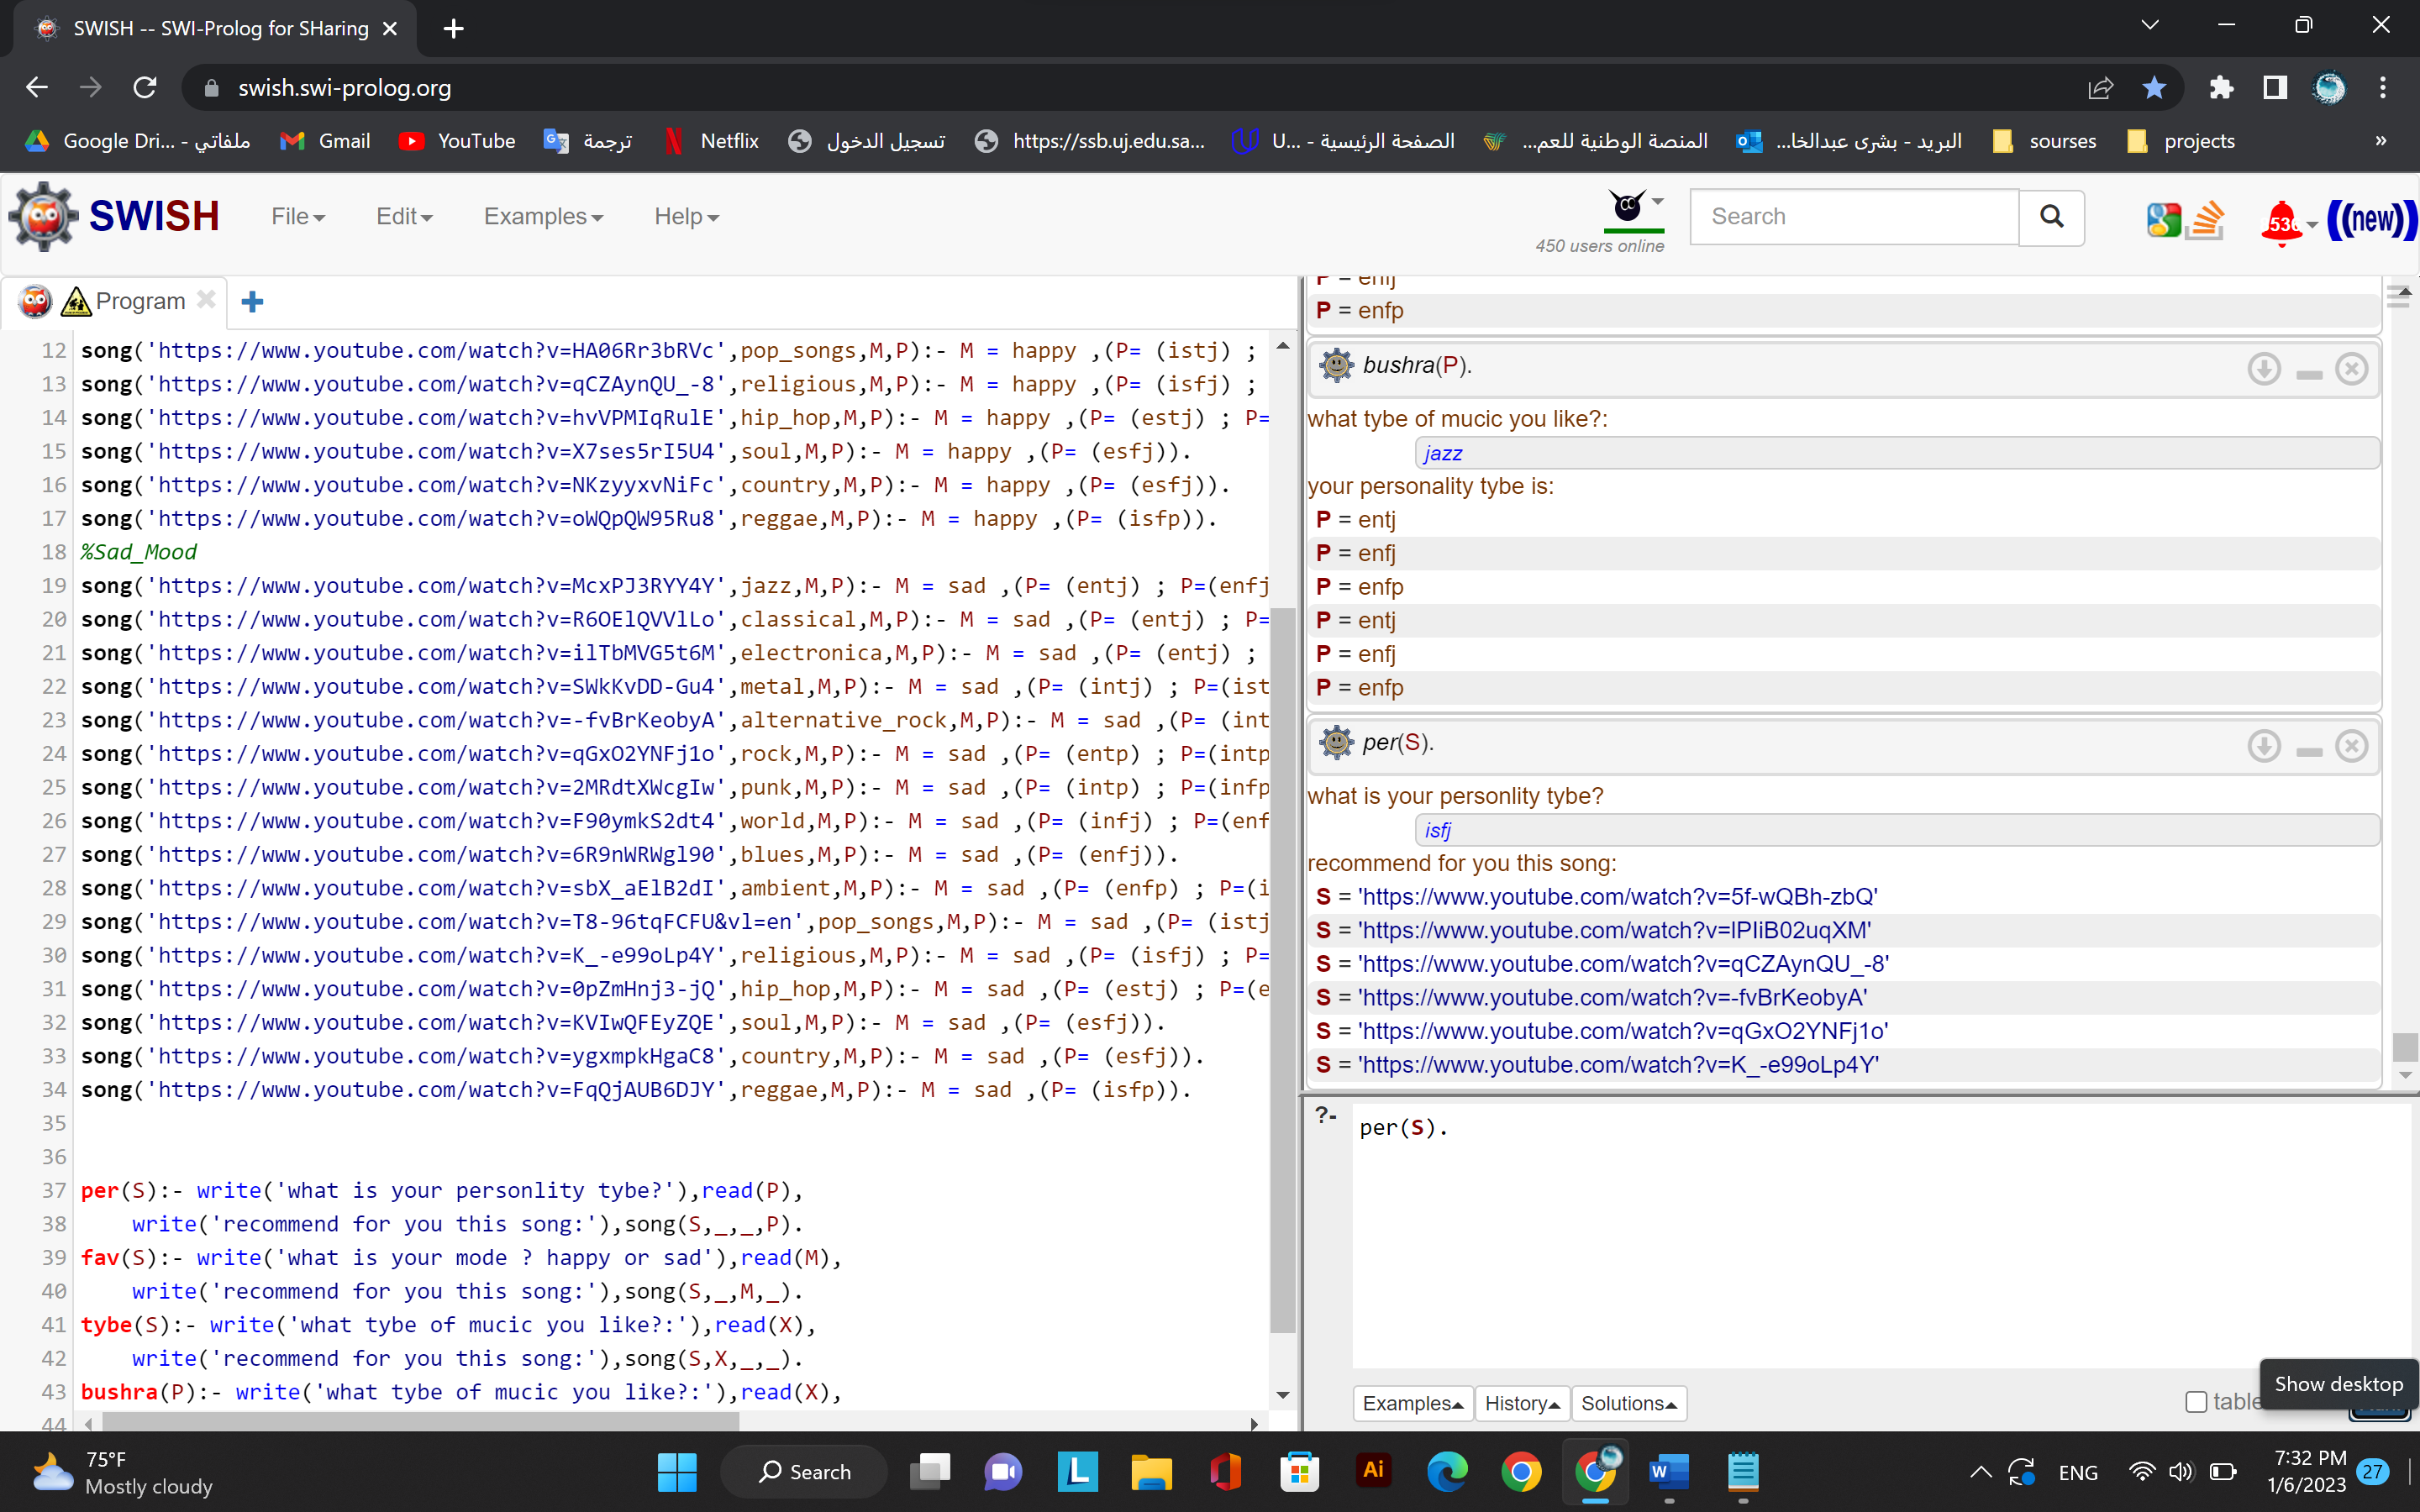 SWISH -- SWI-Prolog for SHaring
swish.swi-prolog.org
Google Dri... - ملفاتي
Gmail
YouTube
ترجمة
Netflix
تسجيل الدخول
https://ssb.uj.edu.sa...
U... - الصفحة الرئيسية
المنصة الوطنية للعم...
البريد - بشرى عبدالخا...
sourses
projects
»
SWISH
File
Edit
Examples
Help
450 users online
Search
((new))
Program
12 song('https://www.youtube.com/watch?v=HA06Rr3bRVc',pop_songs,M,P):- M = happy ,(P= (istj) ;
13 song('https://www.youtube.com/watch?v=qCZAynQU_-8',religious,M,P):- M = happy ,(P= (isfj) ;
14 song('https://www.youtube.com/watch?v=hvVPMIqRulE',hip_hop,M,P):- M = happy ,(P= (estj) ; P=
15 song('https://www.youtube.com/watch?v=X7ses5rI5U4',soul,M,P):- M = happy ,(P= (esfj)).
16 song('https://www.youtube.com/watch?v=NKzyyxvNiFc',country,M,P):- M = happy ,(P= (esfj)).
17 song('https://www.youtube.com/watch?v=oWQpQW95Ru8',reggae,M,P):- M = happy ,(P= (isfp)).
18 %Sad_Mood
19 song('https://www.youtube.com/watch?v=McxPJ3RYY4Y',jazz,M,P):- M = sad ,(P= (entj) ; P=(enfj
20 song('https://www.youtube.com/watch?v=R6OElQVVlLo',classical,M,P):- M = sad ,(P= (entj) ; P=
21 song('https://www.youtube.com/watch?v=ilTbMVG5t6M',electronica,M,P):- M = sad ,(P= (entj) ;
22 song('https://www.youtube.com/watch?v=SWkKvDD-Gu4',metal,M,P):- M = sad ,(P= (intj) ; P=(ist
23 song('https://www.youtube.com/watch?v=-fvBrKeobyA',alternative_rock,M,P):- M = sad ,(P= (int
24 song('https://www.youtube.com/watch?v=qGxO2YNFj1o',rock,M,P):- M = sad ,(P= (entp) ; P=(intp
25 song('https://www.youtube.com/watch?v=2MRdtXWcgIw',punk,M,P):- M = sad ,(P= (intp) ; P=(infp
26 song('https://www.youtube.com/watch?v=F90ymkS2dt4',world,M,P):- M = sad ,(P= (infj) ; P=(enf
27 song('https://www.youtube.com/watch?v=6R9nWRWgl90',blues,M,P):- M = sad ,(P= (enfj)).
28 song('https://www.youtube.com/watch?v=sbX_aElB2dI',ambient,M,P):- M = sad ,(P= (enfp) ; P=(i
29 song('https://www.youtube.com/watch?v=T8-96tqFCFU&vl=en',pop_songs,M,P):- M = sad ,(P= (istj
30 song('https://www.youtube.com/watch?v=K_-e99oLp4Y',religious,M,P):- M = sad ,(P= (isfj) ; P=
31 song('https://www.youtube.com/watch?v=0pZmHnj3-jQ',hip_hop,M,P):- M = sad ,(P= (estj) ; P=(e
32 song('https://www.youtube.com/watch?v=KVIwQFEyZQE',soul,M,P):- M = sad ,(P= (esfj)).
33 song('https://www.youtube.com/watch?v=ygxmpkHgaC8',country,M,P):- M = sad ,(P= (esfj)).
34 song('https://www.youtube.com/watch?v=FqQjAUB6DJY',reggae,M,P):- M = sad ,(P= (isfp)).
35
36
37 per(S):- write('what is your personlity tybe?'),read(P),
38 write('recommend for you this song:'),song(S,_,_,P).
39 fav(S):- write('what is your mode ? happy or sad'),read(M),
40 write('recommend for you this song:'),song(S,_,M,_).
41 tybe(S):- write('what tybe of mucic you like?:'),read(X),
42 write('recommend for you this song:'),song(S,X,_,_).
43 bushra(P):- write('what tybe of mucic you like?:'),read(X),
44
P = enfj
P = enfp
bushra(P).
what tybe of mucic you like?:
jazz
your personality tybe is:
P = entj
P = enfj
P = enfp
P = entj
P = enfj
P = enfp
per(S).
what is your personlity tybe?
isfj
recommend for you this song:
S = 'https://www.youtube.com/watch?v=5f-wQBh-zbQ'
S = 'https://www.youtube.com/watch?v=lPIiB02uqXM'
S = 'https://www.youtube.com/watch?v=qCZAynQU_-8'
S = 'https://www.youtube.com/watch?v=-fvBrKeobyA'
S = 'https://www.youtube.com/watch?v=qGxO2YNFj1o'
S = 'https://www.youtube.com/watch?v=K_-e99oLp4Y'
?- per(S).
Examples
History
Solutions
table
Show desktop
75°F
Mostly cloudy
Search
L
Ai
W
ENG
7:32 PM
1/6/2023
27